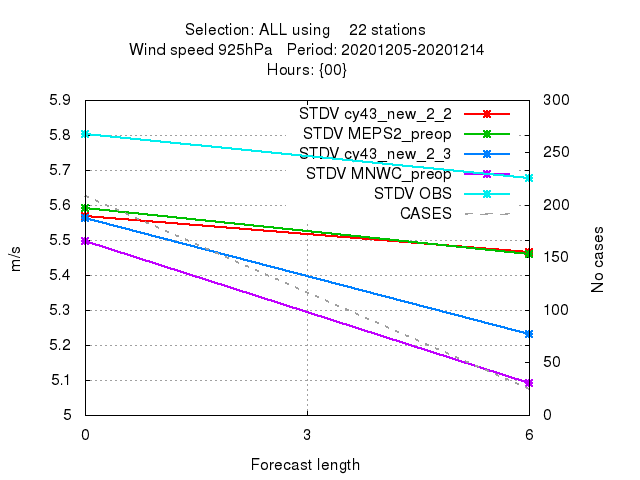 Selection: ALL using 22 stations
Wind speed 925hPa Period: 20201205-20201214
Hours: {00}
5.9
5.8
5.7
5.6
5.5
5.4
5.3
5.2
5.1
5
m/s
STDV cy43_new_2_2
STDV MEPS2_preop
STDV cy43_new_2_3
STDV MNWC_preop
STDV OBS
CASES
300
250
200
150
100
50
0
No cases
0 3 6
Forecast length